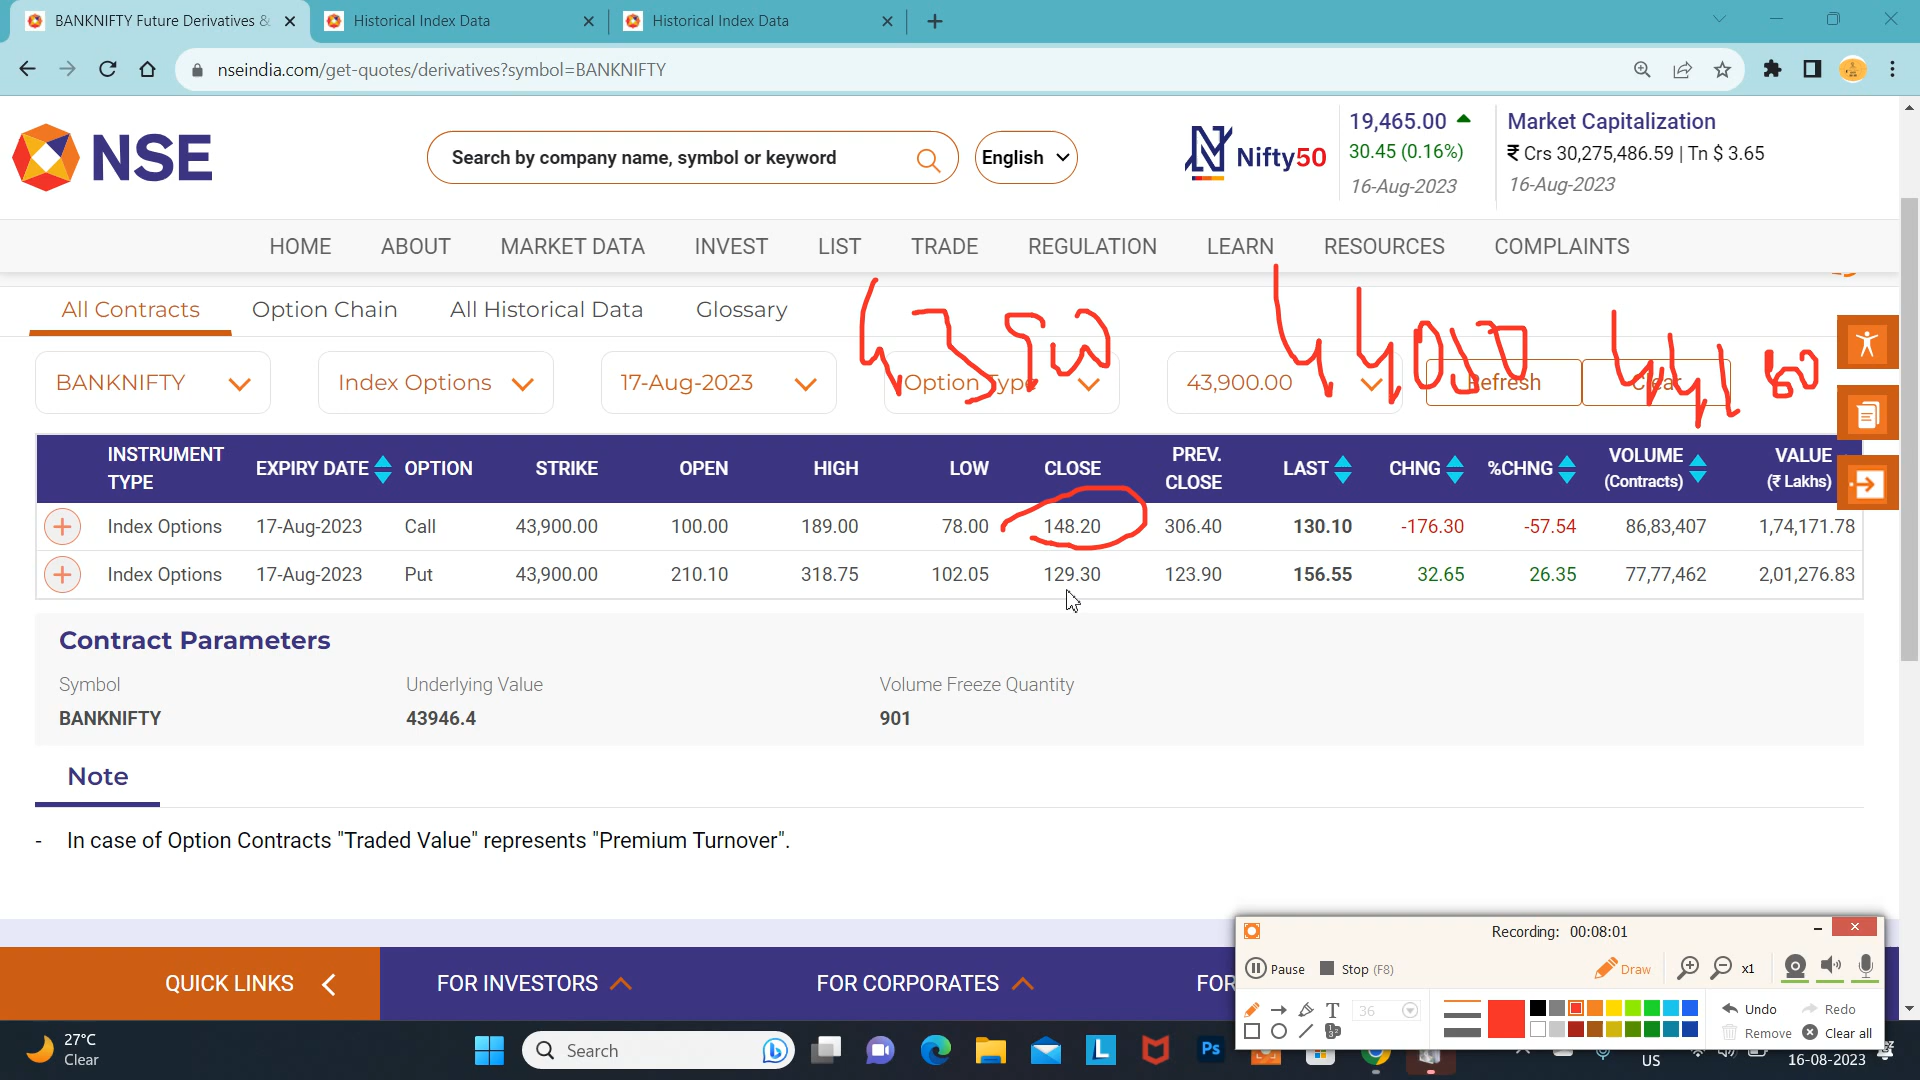 BANKNIFTY Future Derivatives &
Historical Index Data
Historical Index Data
nseindia.com/get-quotes/derivatives?symbol=BANKNIFTY
NSE
Search by company name, symbol or keyword
English
Nifty50
19,465.00
30.45 (0.16%)
16-Aug-2023
Market Capitalization
₹ Crs 30,275,486.59 | Tn $ 3.65
16-Aug-2023
HOME ABOUT MARKET DATA INVEST LIST TRADE REGULATION LEARN RESOURCES COMPLAINTS
All Contracts Option Chain All Historical Data Glossary
44050
BANKNIFTY Index Options 17-Aug-2023 Option Type 43,900.00 Refresh Clear
INSTRUMENT TYPE EXPIRY DATE OPTION STRIKE OPEN HIGH LOW CLOSE PREV. CLOSE LAST CHNG %CHNG VOLUME (Contracts) VALUE (₹ Lakhs)
Index Options 17-Aug-2023 Call 43,900.00 100.00 189.00 78.00 148.20 306.40 130.10 -176.30 -57.54 86,83,407 1,74,171.78
Index Options 17-Aug-2023 Put 43,900.00 210.10 318.75 102.05 129.30 123.90 156.55 32.65 26.35 77,77,462 2,01,276.83
Contract Parameters
Symbol Underlying Value Volume Freeze Quantity
BANKNIFTY 43946.4 901
Note
- In case of Option Contracts "Traded Value" represents "Premium Turnover".
QUICK LINKS FOR INVESTORS FOR CORPORATES FOR
Recording: 00:08:01
Pause Stop (F8) Draw x1
T 36 Undo Redo
Remove Clear all
27°C
Clear
Search
Ps
US
16-08-2023